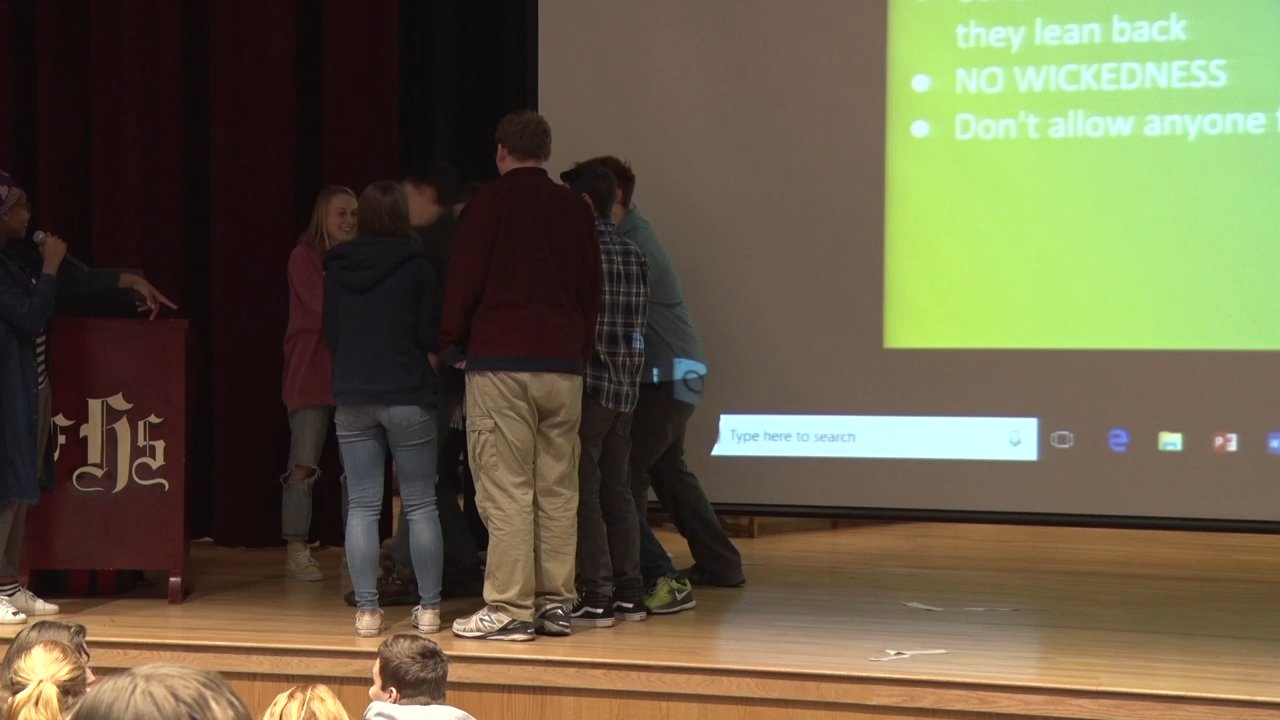 they lean back
● NO WICKEDNESS
● Don't allow anyone
Type here to search
FHS